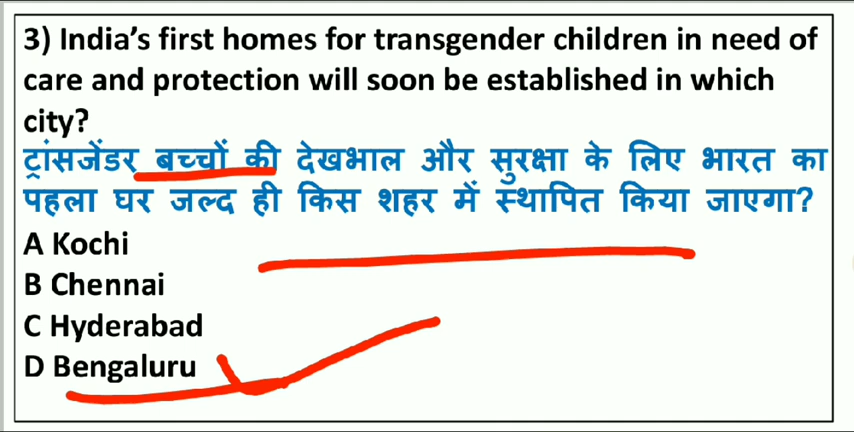 3) India's first homes for transgender children in need of
care and protection will soon be established in which
city?
ट्रांसजेंडर बच्चों की देखभाल और सुरक्षा के लिए भारत का
पहला घर जल्द ही किस शहर में स्थापित किया जाएगा?
A Kochi
B Chennai
C Hyderabad
D Bengaluru